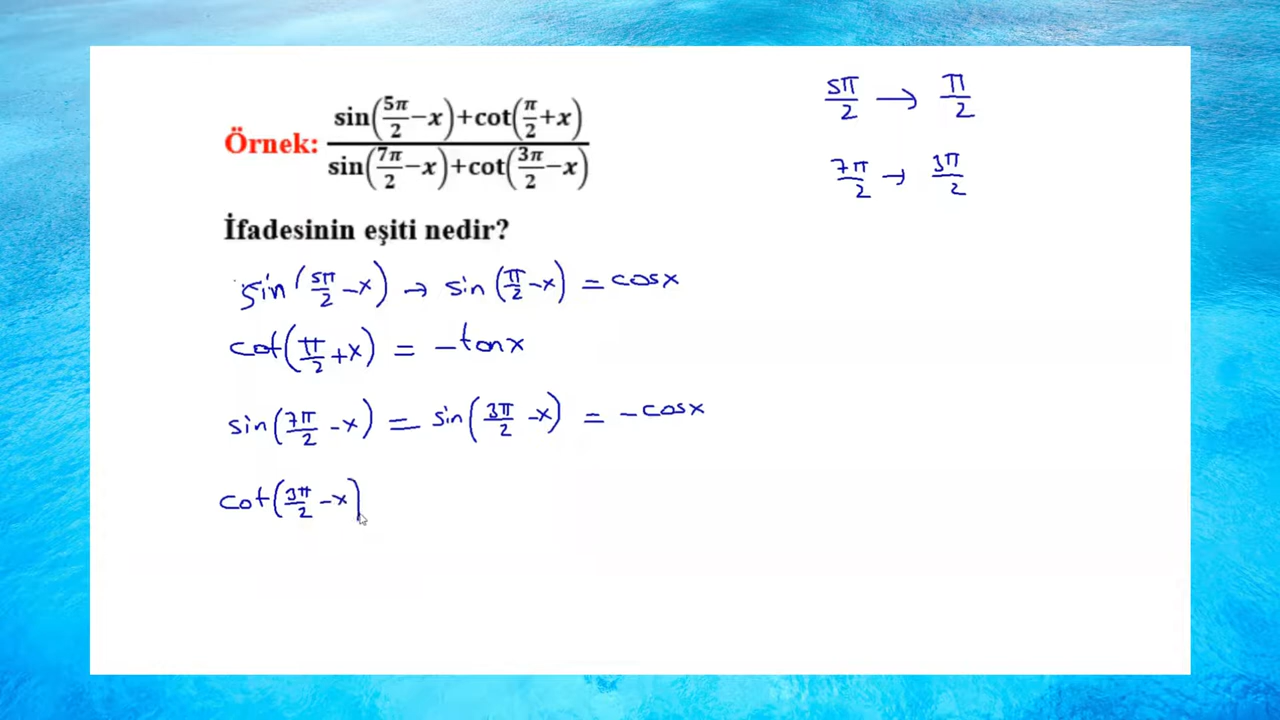 Örnek: sin(5π/2−x)+cot(π/2+x) / sin(7π/2−x)+cot(3π/2−x)
İfadesinin eşiti nedir?
5π/2 → π/2
7π/2 → 3π/2
sin(5π/2 −x) → sin(π/2 −x) = cosx
cot(π/2 +x) = −tanx
sin(7π/2 −x) = sin(3π/2 −x) = −cosx
cot(3π/2 −x)